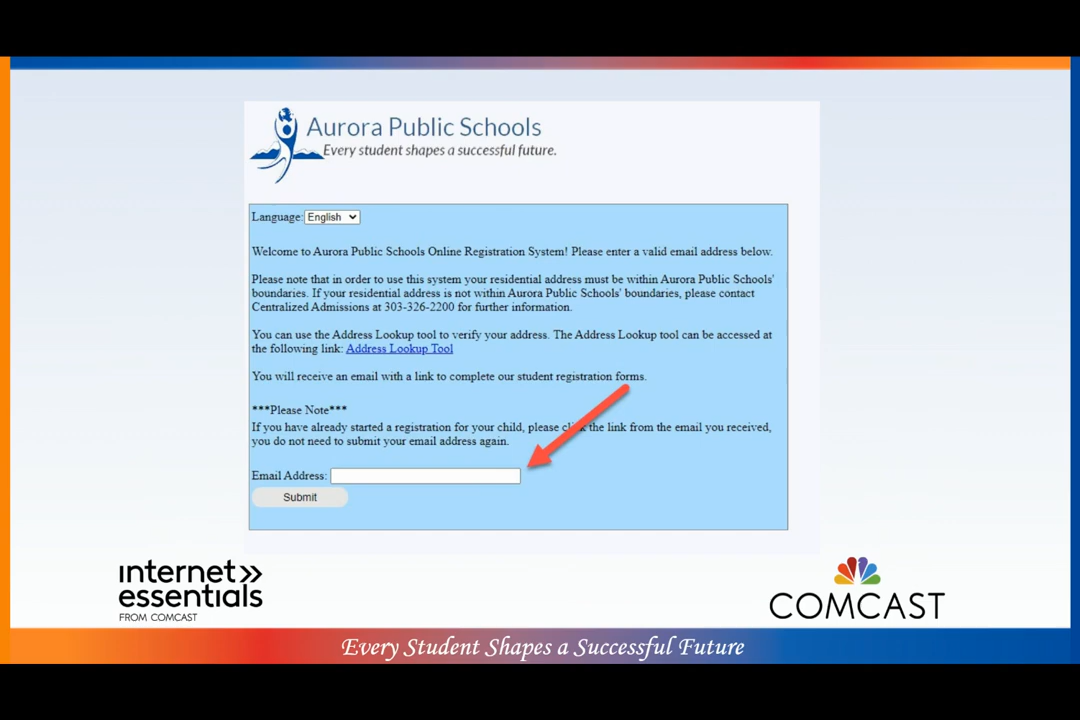 Aurora Public Schools
Every student shapes a successful future.
Language: English
Welcome to Aurora Public Schools Online Registration System! Please enter a valid email address below.
Please note that in order to use this system your residential address must be within Aurora Public Schools'
boundaries. If your residential address is not within Aurora Public Schools' boundaries, please contact
Centralized Admissions at 303-326-2200 for further information.
You can use the Address Lookup tool to verify your address. The Address Lookup tool can be accessed at
the following link: Address Lookup Tool
You will receive an email with a link to complete our student registration forms.
***Please Note***
If you have already started a registration for your child, please click the link from the email you received,
you do not need to submit your email address again.
Email Address:
Submit
internet
essentials
FROM COMCAST
COMCAST
Every Student Shapes a Successful Future